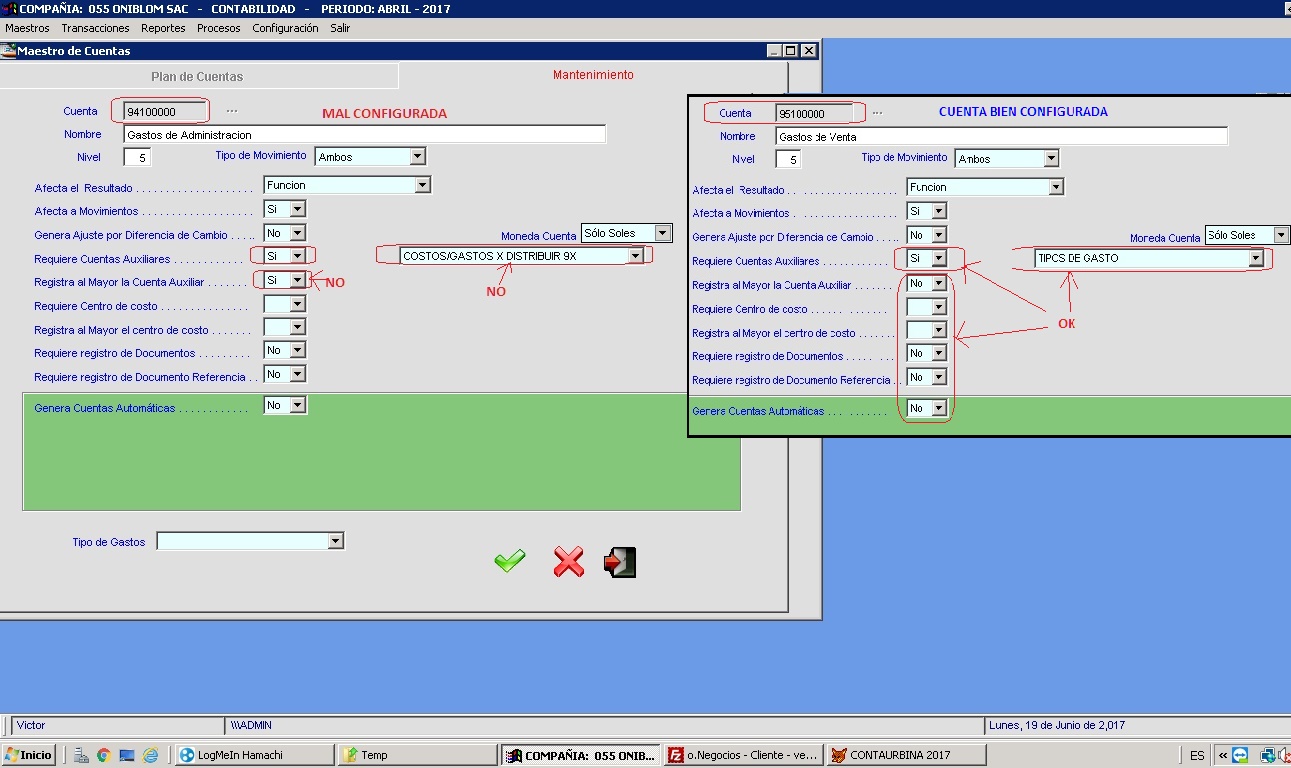 COMPAÑIA: 055 ONIBLOM SAC - CONTABILIDAD - PERIODO: ABRIL - 2017
Maestros Transacciones Reportes Procesos Configuración Salir
Maestro de Cuentas
Plan de Cuentas Mantenimiento
Cuenta 94100000 ... MAL CONFIGURADA
Nombre Gastos de Administracion
Nivel 5 Tipo de Movimiento Ambos
Afecta el Resultado . . . . . . . . . . . . . . . . . . . . Funcion
Afecta a Movimientos . . . . . . . . . . . . . . . . . . . Si
Genera Ajuste por Diferencia de Cambio . . . . . No Moneda Cuenta Sólo Soles
Requiere Cuentas Auxiliares . . . . . . . . . . . . . Si COSTOS/GASTOS X DISTRIBUIR 9X
Registra al Mayor la Cuenta Auxiliar . . . . . . . . Si NO
NO
Requiere Centro de costo . . . . . . . . . . . . . . .
Registra al Mayor el centro de costo . . . . . . .
Requiere registro de Documentos . . . . . . . . . No
Requiere registro de Documento Referencia . . No
Genera Cuentas Automáticas . . . . . . . . . . . . No
Tipo de Gastos
Cuenta 95100000 ... CUENTA BIEN CONFIGURADA
Nombre Gastos de Venta
Nivel 5 Tipo de Movimiento Ambos
Afecta el Resultado . . . . . . . . . . . . . . . . . . . . Funcion
Afecta a Movimientos . . . . . . . . . . . . . . . . . . . Si
Genera Ajuste por Diferencia de Cambio . . . . . No Moneda Cuenta Sólo Soles
Requiere Cuentas Auxiliares . . . . . . . . . . . . . Si TIPOS DE GASTO
Registra al Mayor la Cuenta Auxiliar . . . . . . . . No
Requiere Centro de costo . . . . . . . . . . . . . . .
OK
Registra al Mayor el centro de costo . . . . . . .
Requiere registro de Documentos . . . . . . . . . No
Requiere registro de Documento Referencia . . No
Genera Cuentas Automáticas . . . . . . . . . . . . No
Victor \\\ADMIN Lunes, 19 de Junio de 2,017
Inicio LogMeIn Hamachi Temp COMPAÑIA: 055 ONIB... o.Negocios - Cliente - ve... CONTAURBINA 2017 ES «